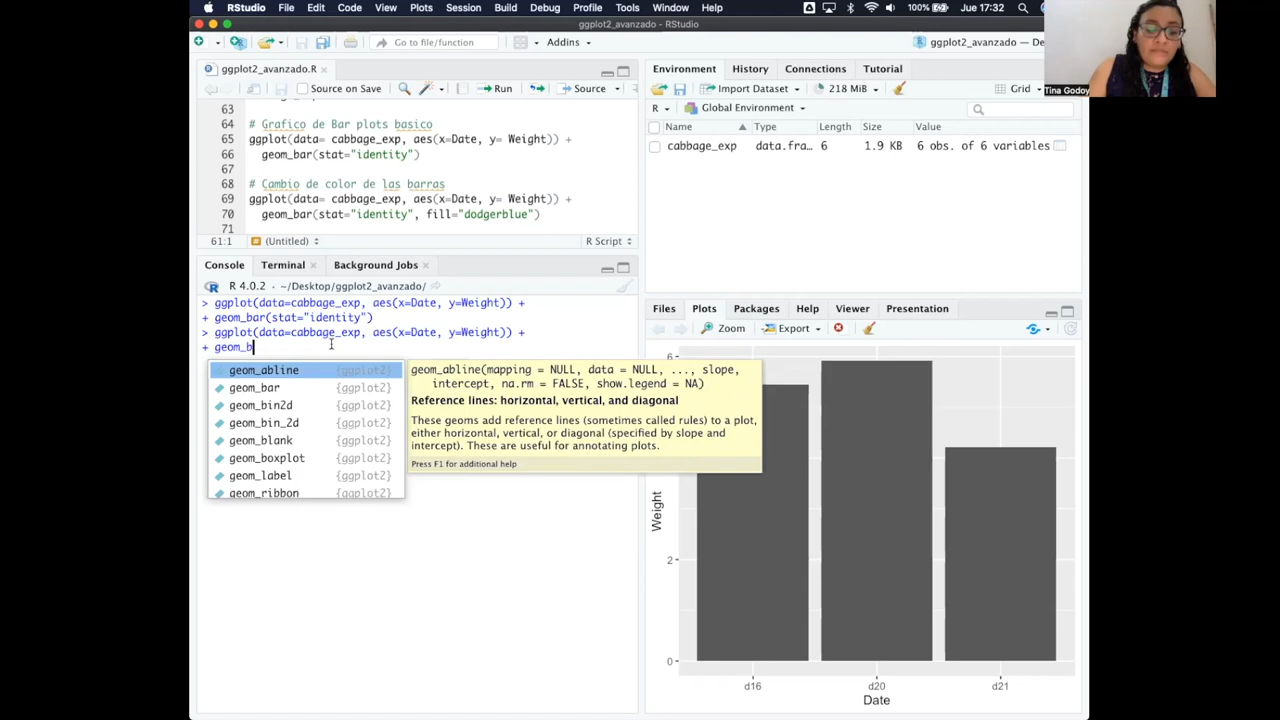 RStudio File Edit Code View Plots Session Build Debug Profile Tools Window Help 100% Jue 17:32
ggplot2_avanzado - RStudio
Go to file/function Addins ggplot2_avanzado — De
Tina Godoy
ggplot2_avanzado.R
Source on Save Run Source
63
64 # Grafico de Bar plots basico
65 ggplot(data= cabbage_exp, aes(x=Date, y= Weight)) +
66 geom_bar(stat="identity")
67
68 # Cambio de color de las barras
69 ggplot(data= cabbage_exp, aes(x=Date, y= Weight)) +
70 geom_bar(stat="identity", fill="dodgerblue")
71
61:1 (Untitled) R Script
Console Terminal Background Jobs
R 4.0.2 · ~/Desktop/ggplot2_avanzado/
> ggplot(data=cabbage_exp, aes(x=Date, y=Weight)) +
+ geom_bar(stat="identity")
> ggplot(data=cabbage_exp, aes(x=Date, y=Weight)) +
+ geom_b
geom_abline {ggplot2}
geom_bar {ggplot2}
geom_bin2d {ggplot2}
geom_bin_2d {ggplot2}
geom_blank {ggplot2}
geom_boxplot {ggplot2}
geom_label {ggplot2}
geom_ribbon {ggplot2}
geom_abline(mapping = NULL, data = NULL, ..., slope,
intercept, na.rm = FALSE, show.legend = NA)
Reference lines: horizontal, vertical, and diagonal
These geoms add reference lines (sometimes called rules) to a plot,
either horizontal, vertical, or diagonal (specified by slope and
intercept). These are useful for annotating plots.
Press F1 for additional help
Environment History Connections Tutorial
Import Dataset 218 MiB Grid
R Global Environment
Name Type Length Size Value
cabbage_exp data.fra… 6 1.9 KB 6 obs. of 6 variables
Files Plots Packages Help Viewer Presentation
Zoom Export
6
2
0
Weight
d16 d20 d21
Date